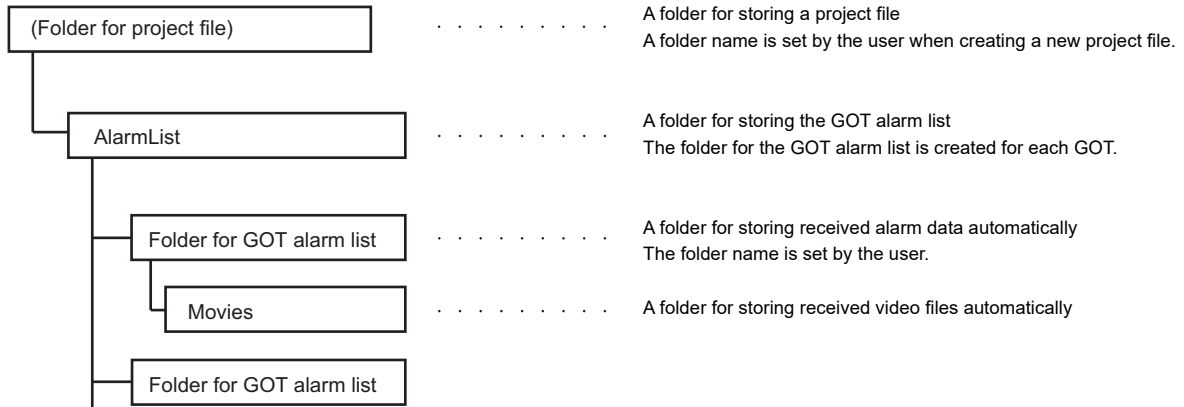 (Folder for project file)
. . . . . . . . .
A folder for storing a project file
A folder name is set by the user when creating a new project file.
AlarmList
. . . . . . . . .
A folder for storing the GOT alarm list
The folder for the GOT alarm list is created for each GOT.
Folder for GOT alarm list
. . . . . . . . .
A folder for storing received alarm data automatically
The folder name is set by the user.
Movies
. . . . . . . . .
A folder for storing received video files automatically
Folder for GOT alarm list